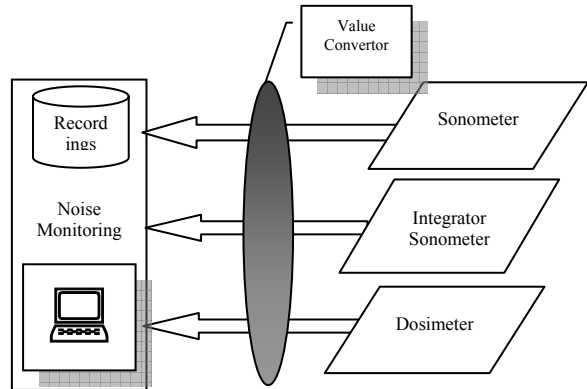 Value
Convertor
Record
ings
Sonometer
Noise
Monitoring
Integrator
Sonometer
Dosimeter